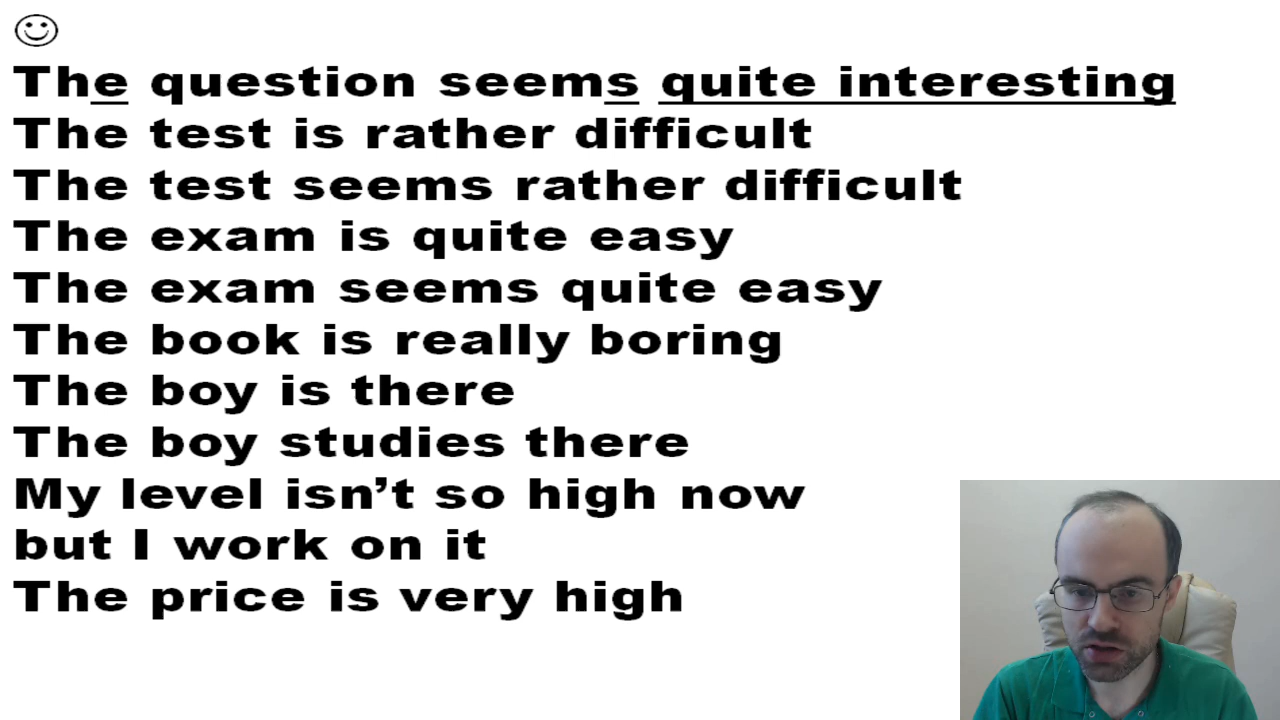 The question seems quite interesting
The test is rather difficult
The test seems rather difficult
The exam is quite easy
The exam seems quite easy
The book is really boring
The boy is there
The boy studies there
My level isn’t so high now
but I work on it
The price is very high